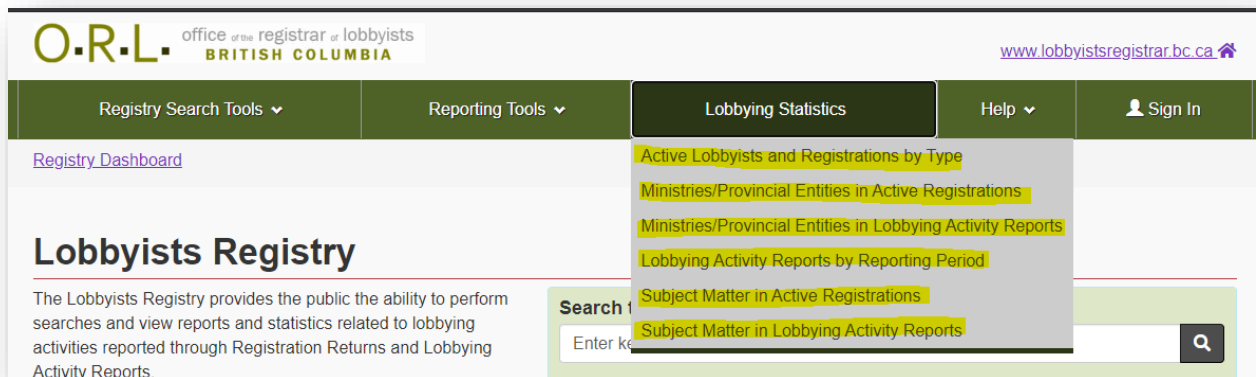 O.R.L. office of the registrar of lobbyists
BRITISH COLUMBIA
www.lobbyistsregistrar.bc.ca
Registry Search Tools
Reporting Tools
Lobbying Statistics
Help
Sign In
Registry Dashboard
Active Lobbyists and Registrations by Type
Ministries/Provincial Entities in Active Registrations
Ministries/Provincial Entities in Lobbying Activity Reports
Lobbying Activity Reports by Reporting Period
Subject Matter in Active Registrations
Subject Matter in Lobbying Activity Reports
Lobbyists Registry
The Lobbyists Registry provides the public the ability to perform
searches and view reports and statistics related to lobbying
activities reported through Registration Returns and Lobbying
Activity Reports.
Search
Enter